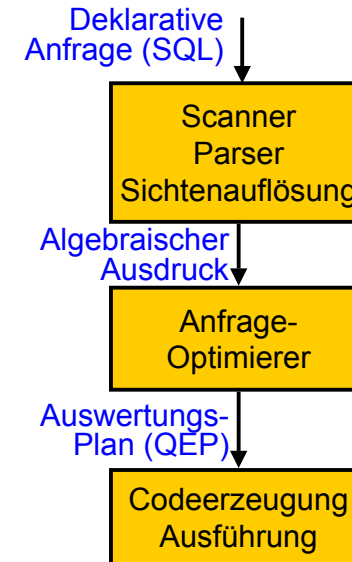 Deklarative
Anfrage (SQL)
Scanner
Parser
Sichtenauflösung
Algebraischer
Ausdruck
Anfrage-
Optimierer
Auswertungs-
Plan (QEP)
Codeerzeugung
Ausführung